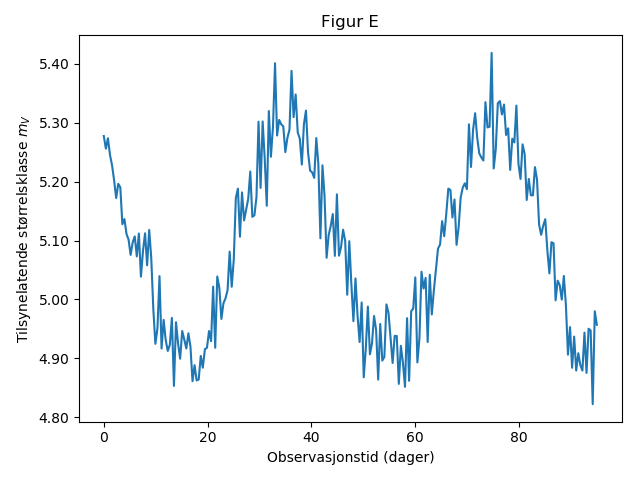 Figur E
Tilsynelatende størrelsklasse m_V
5.40
5.30
5.20
5.10
5.00
4.90
4.80
0 20 40 60 80
Observasjonstid (dager)